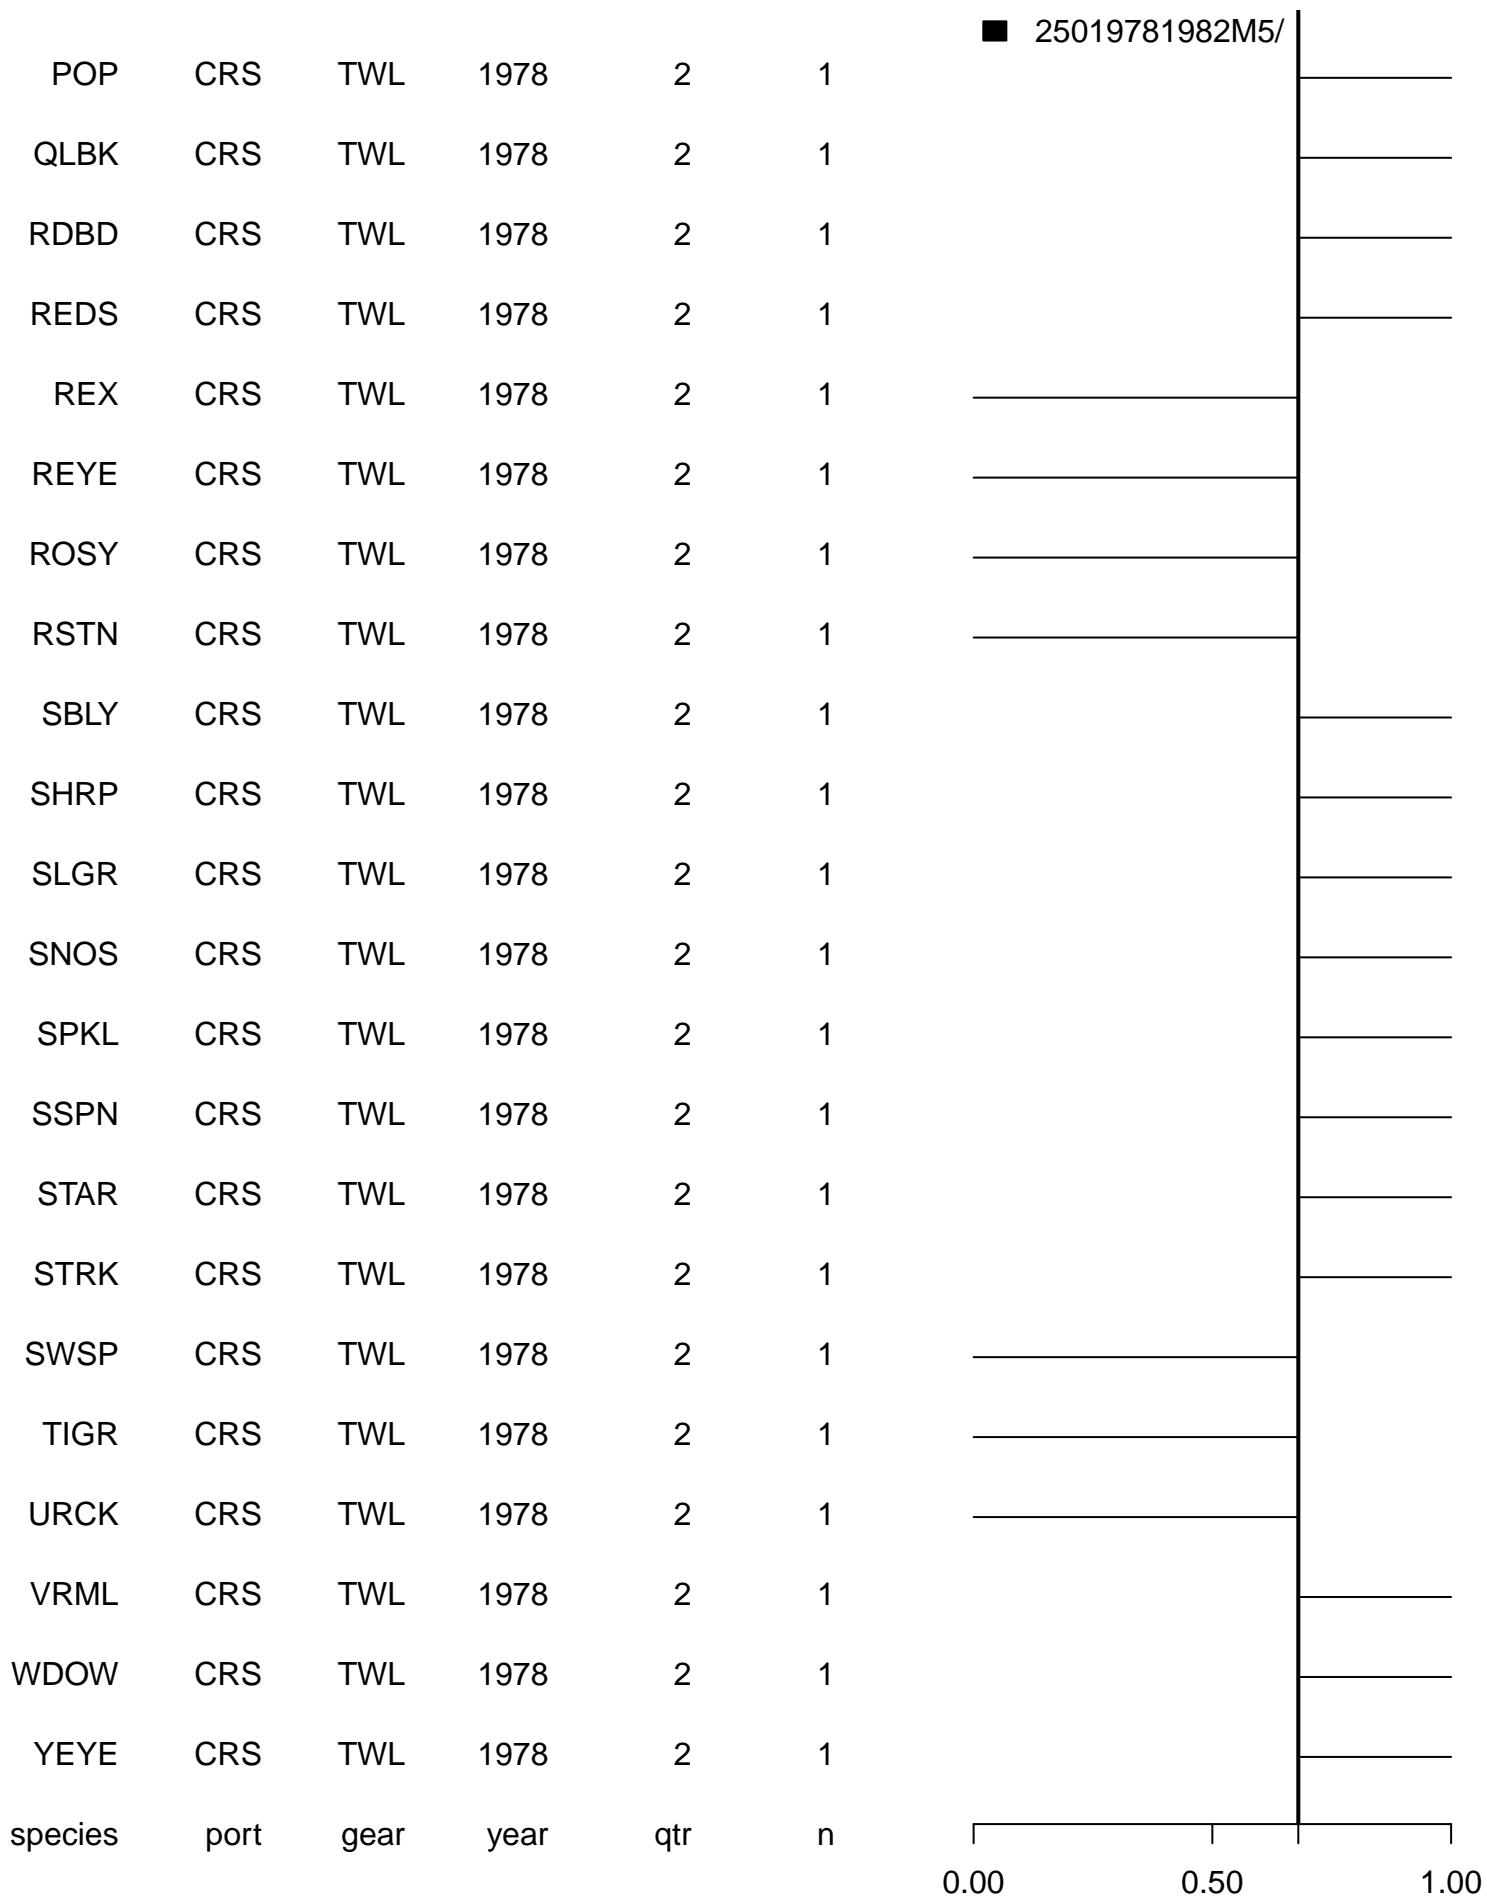 25019781982M5/
POP CRS TWL 1978 2 1
QLBK CRS TWL 1978 2 1
RDBD CRS TWL 1978 2 1
REDS CRS TWL 1978 2 1
REX CRS TWL 1978 2 1
REYE CRS TWL 1978 2 1
ROSY CRS TWL 1978 2 1
RSTN CRS TWL 1978 2 1
SBLY CRS TWL 1978 2 1
SHRP CRS TWL 1978 2 1
SLGR CRS TWL 1978 2 1
SNOS CRS TWL 1978 2 1
SPKL CRS TWL 1978 2 1
SSPN CRS TWL 1978 2 1
STAR CRS TWL 1978 2 1
STRK CRS TWL 1978 2 1
SWSP CRS TWL 1978 2 1
TIGR CRS TWL 1978 2 1
URCK CRS TWL 1978 2 1
VRML CRS TWL 1978 2 1
WDOW CRS TWL 1978 2 1
YEYE CRS TWL 1978 2 1
species port gear year qtr n
0.00 0.50 1.00